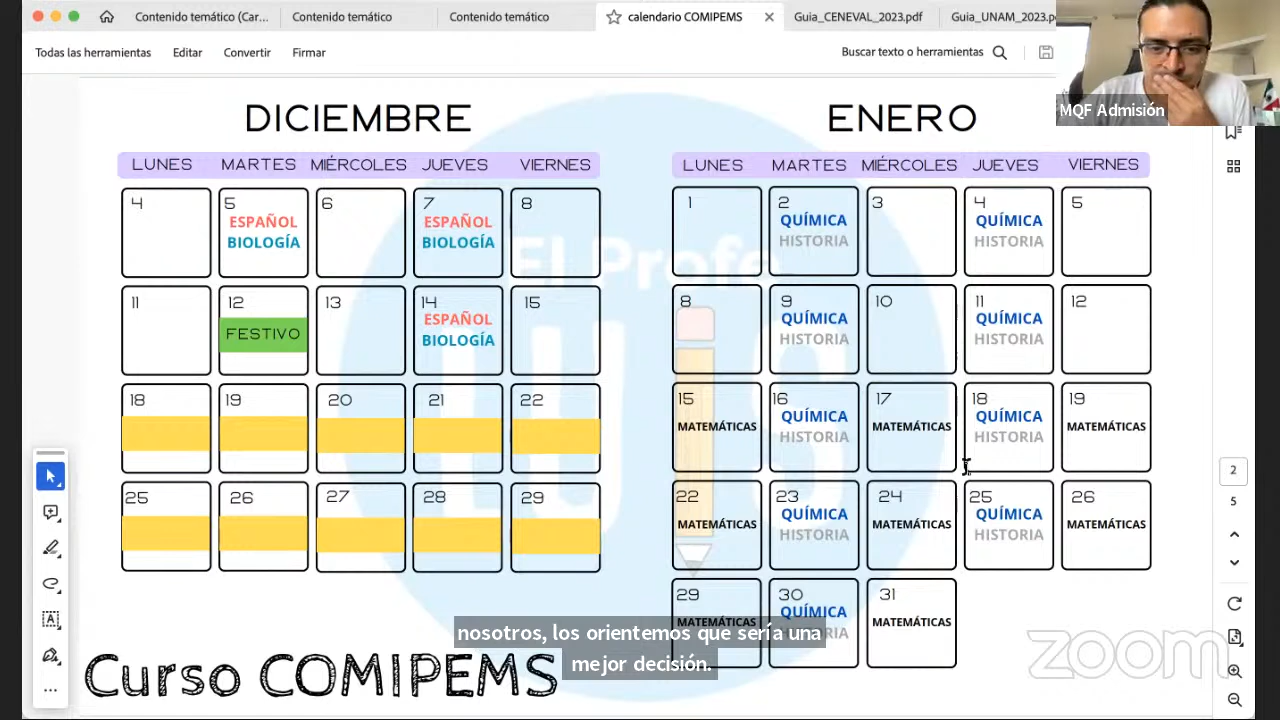 Contenido temático (Car...
Contenido temático
Contenido temático
calendario COMIPEMS
Guia_CENEVAL_2023.pdf
Guia_UNAM_2023.p
Todas las herramientas
Editar
Convertir
Firmar
Buscar texto o herramientas
MQF Admisión
DICIEMBRE
LUNES MARTES MIÉRCOLES JUEVES VIERNES
4 5 6 7 8
ESPAÑOL ESPAÑOL
BIOLOGÍA BIOLOGÍA
11 12 13 14 15
FESTIVO ESPAÑOL
BIOLOGÍA
18 19 20 21 22
25 26 27 28 29
ENERO
LUNES MARTES MIÉRCOLES JUEVES VIERNES
1 2 3 4 5
QUÍMICA QUÍMICA
HISTORIA HISTORIA
8 9 10 11 12
QUÍMICA QUÍMICA
HISTORIA HISTORIA
15 16 17 18 19
MATEMÁTICAS QUÍMICA MATEMÁTICAS QUÍMICA MATEMÁTICAS
HISTORIA HISTORIA
22 23 24 25 26
MATEMÁTICAS QUÍMICA MATEMÁTICAS QUÍMICA MATEMÁTICAS
HISTORIA HISTORIA
29 30 31
MATEMÁTICAS QUÍMICA MATEMÁTICAS
HISTORIA
El Profe
LUIS
nosotros, los orientemos que sería una
mejor decisión.
Curso COMIPEMS
2
5
zoom